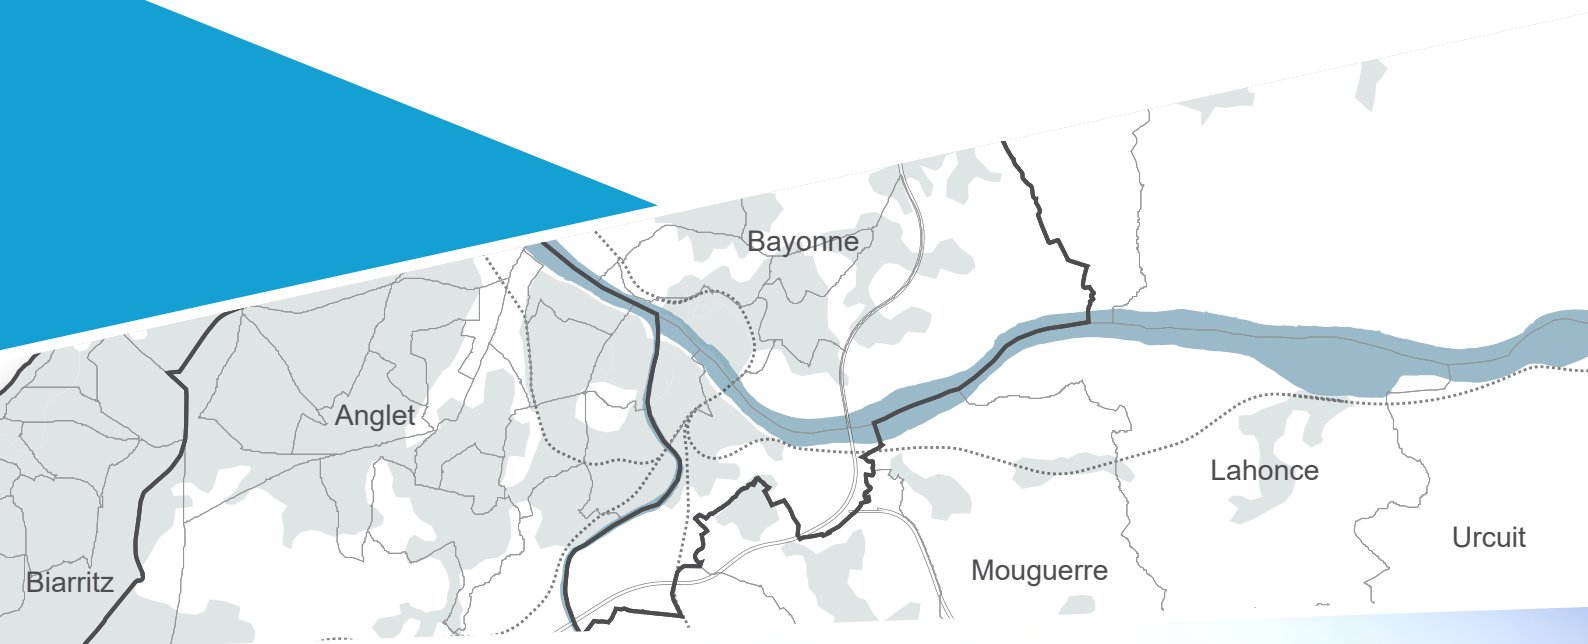 Bayonne
Anglet
Lahonce
Urcuit
Mouguerre
Biarritz